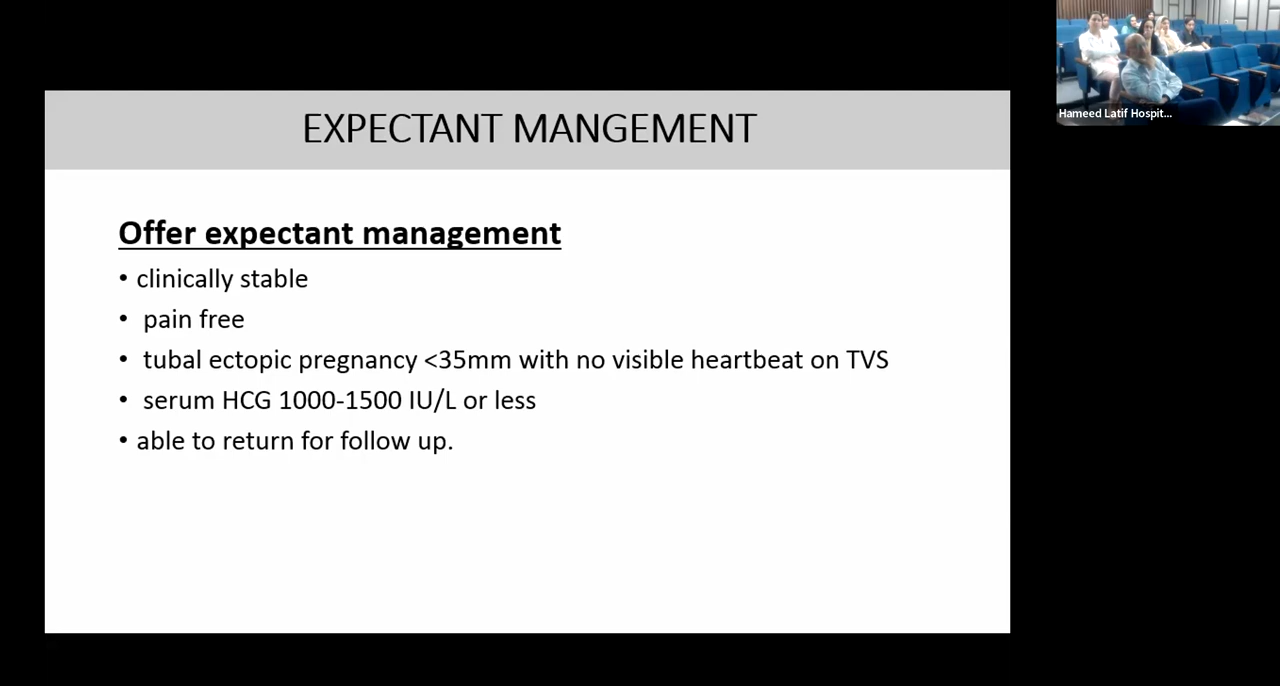 EXPECTANT MANGEMENT
Offer expectant management
• clinically stable
• pain free
• tubal ectopic pregnancy <35mm with no visible heartbeat on TVS
• serum HCG 1000-1500 IU/L or less
• able to return for follow up.
Hameed Latif Hospit...